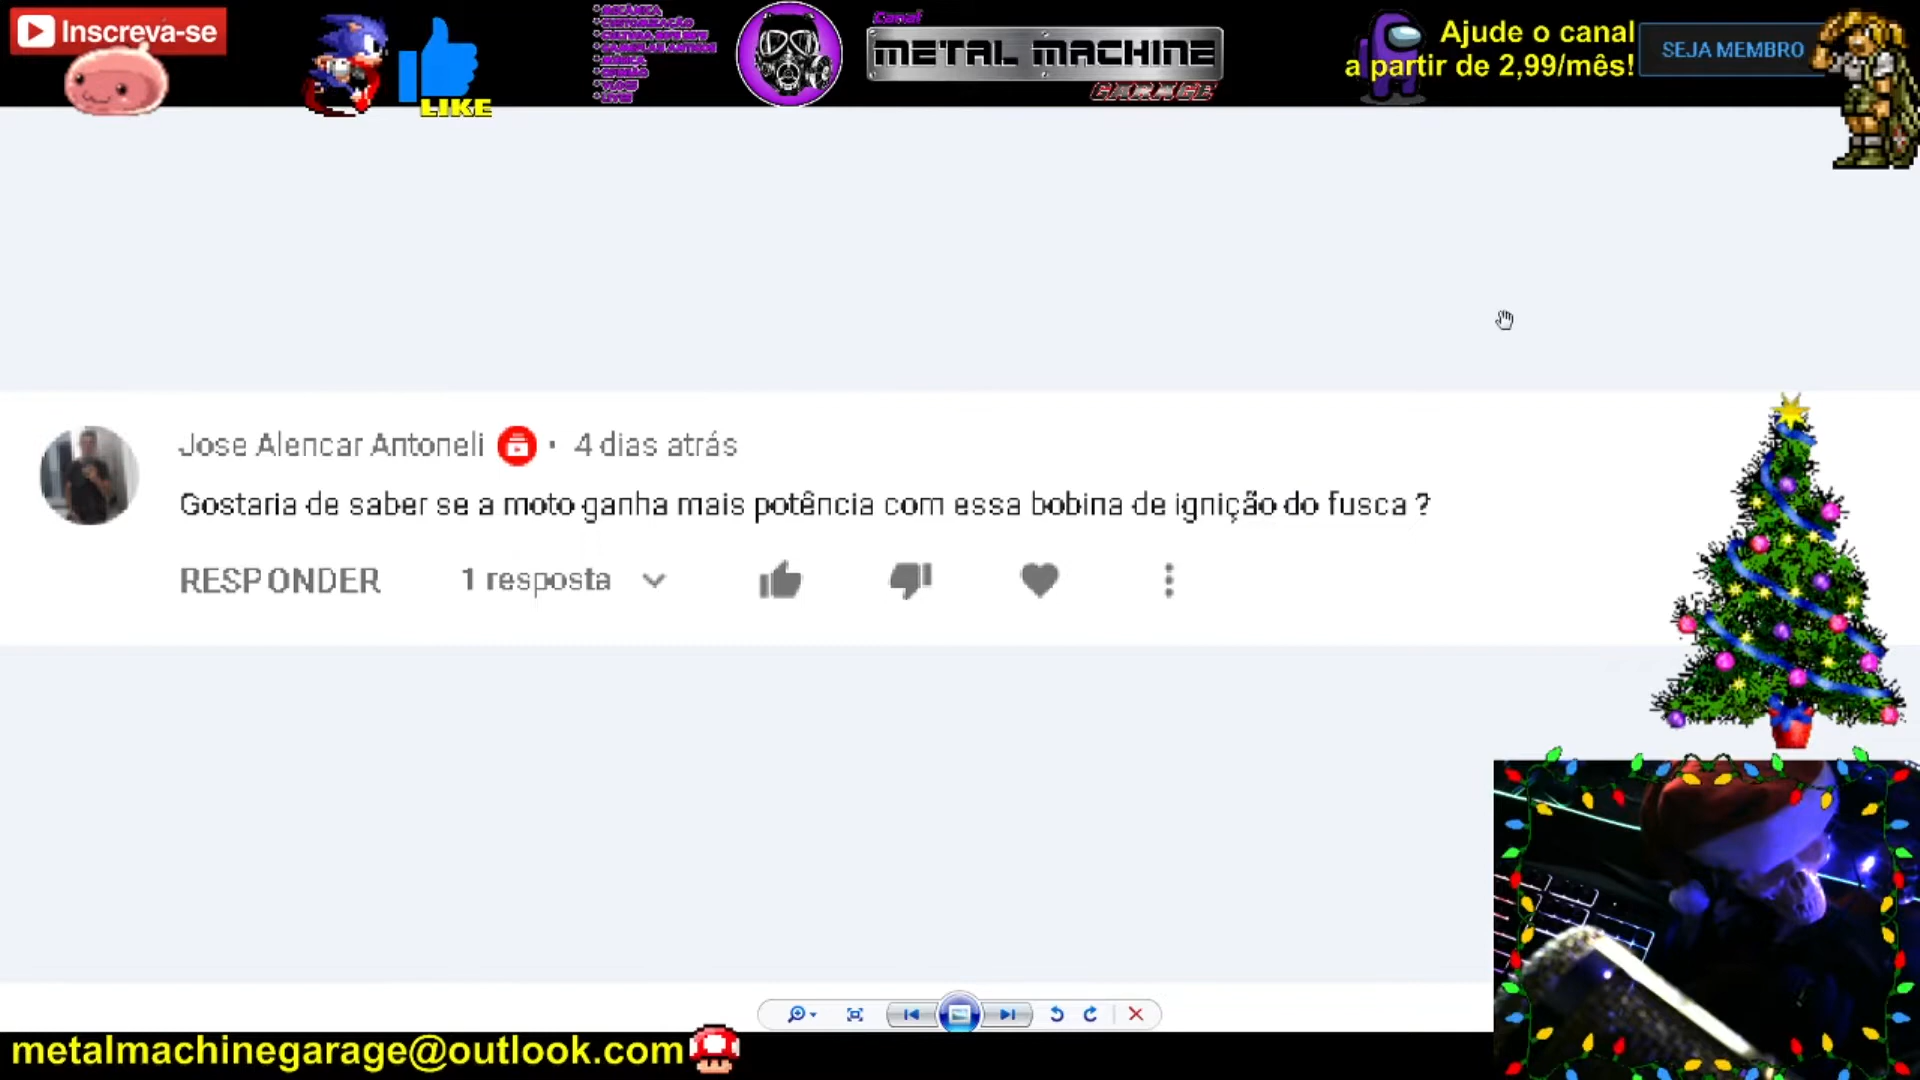 Inscreva-se
LIKE
Canal
METAL MACHINE
GARAGE
Ajude o canal
a partir de 2,99/mês!
SEJA MEMBRO
Jose Alencar Antoneli • 4 dias atrás
Gostaria de saber se a moto ganha mais potência com essa bobina de ignição do fusca ?
RESPONDER 1 resposta
metalmachinegarage@outlook.com